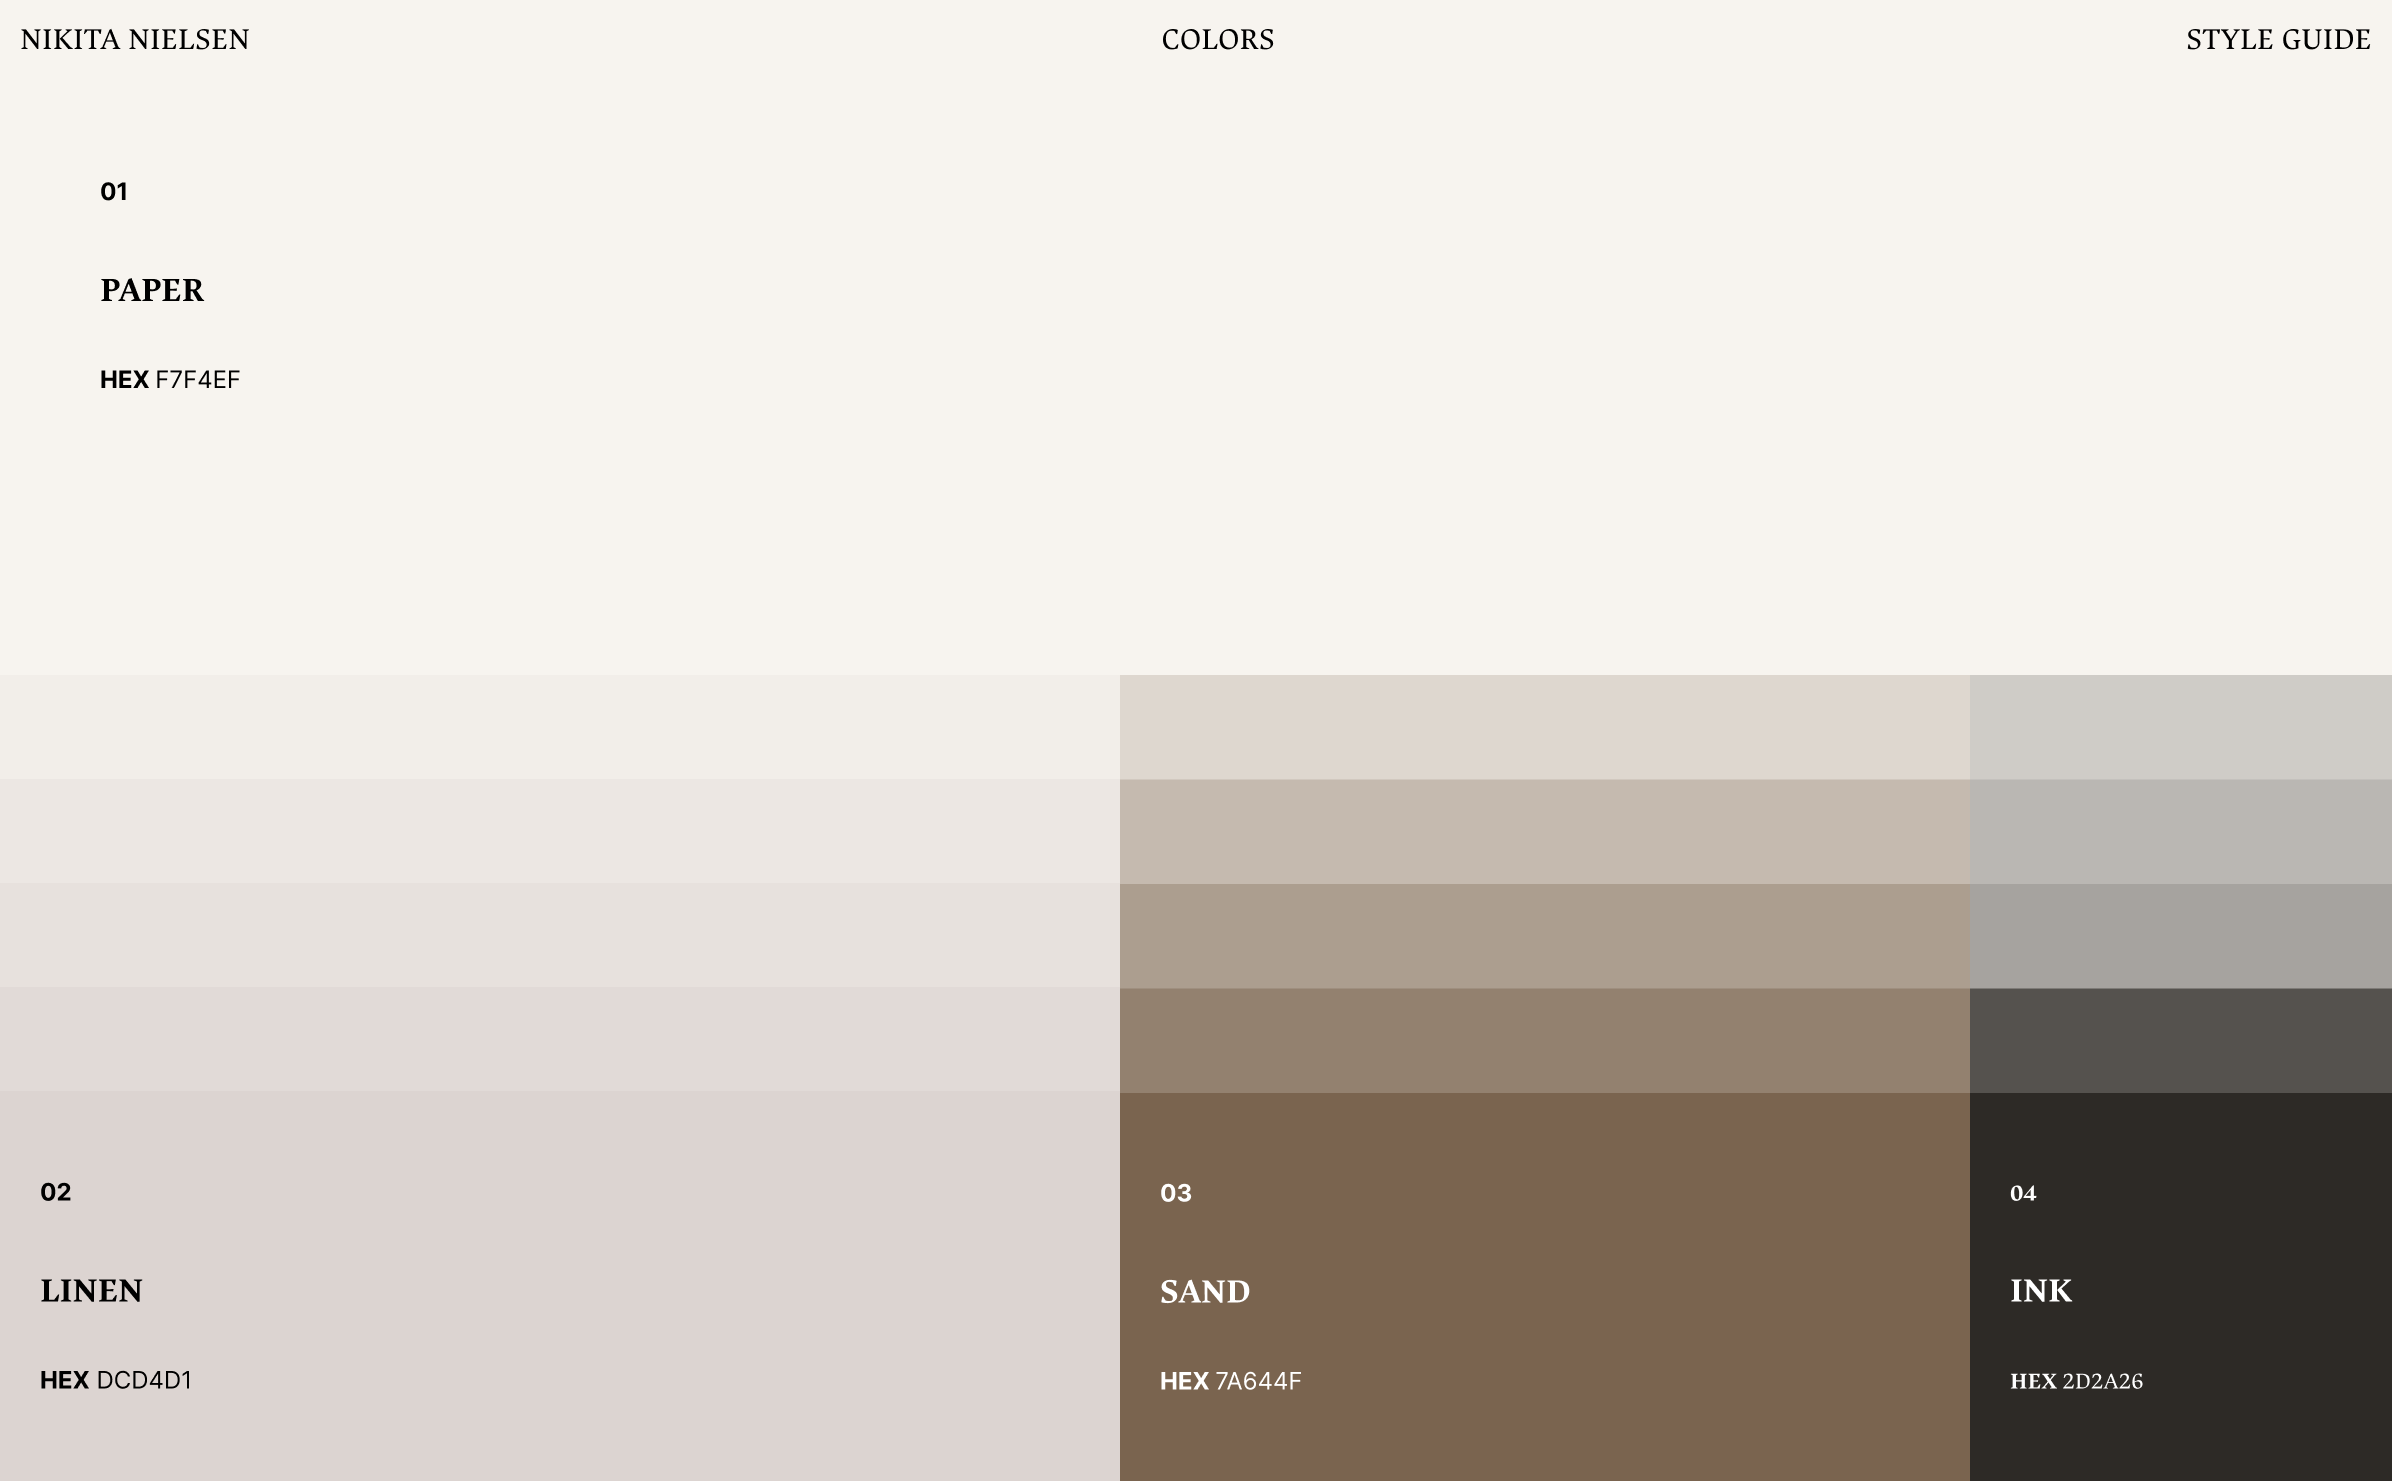 NIKITA NIELSEN
COLORS
STYLE GUIDE
01
PAPER
HEX F7F4EF
02
LINEN
HEX DCD4D1
03
SAND
HEX 7A644F
04
INK
HEX 2D2A26